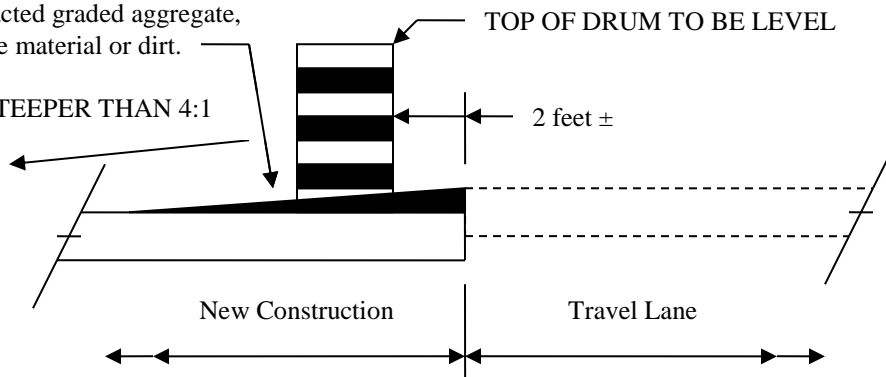 acted graded aggregate,
e material or dirt.
TOP OF DRUM TO BE LEVEL
TEEPER THAN 4:1
2 feet ±
New Construction
Travel Lane